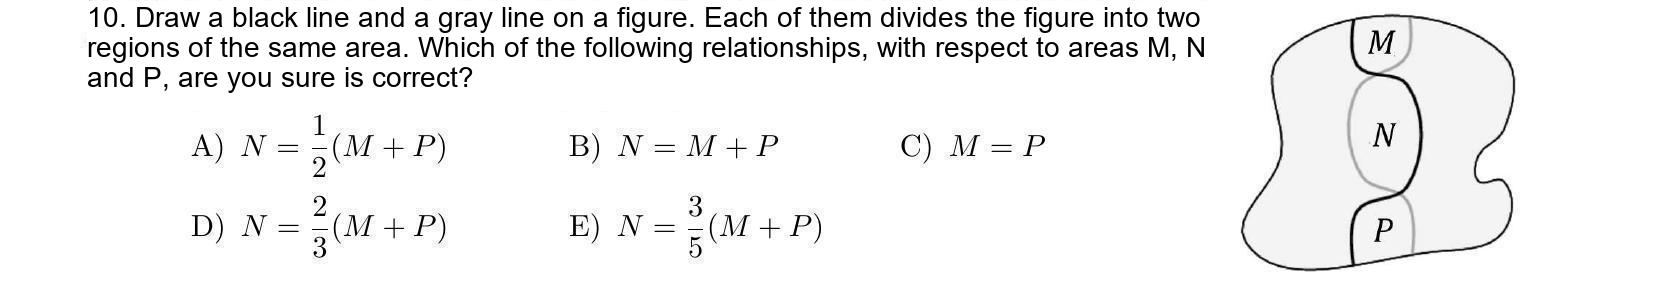 10. Draw a black line and a gray line on a figure. Each of them divides the figure into two
regions of the same area. Which of the following relationships, with respect to areas M, N
and P, are you sure is correct?
A) N = 1/2(M + P) B) N = M + P C) M = P
D) N = 2/3(M + P) E) N = 3/5(M + P)
M
N
P